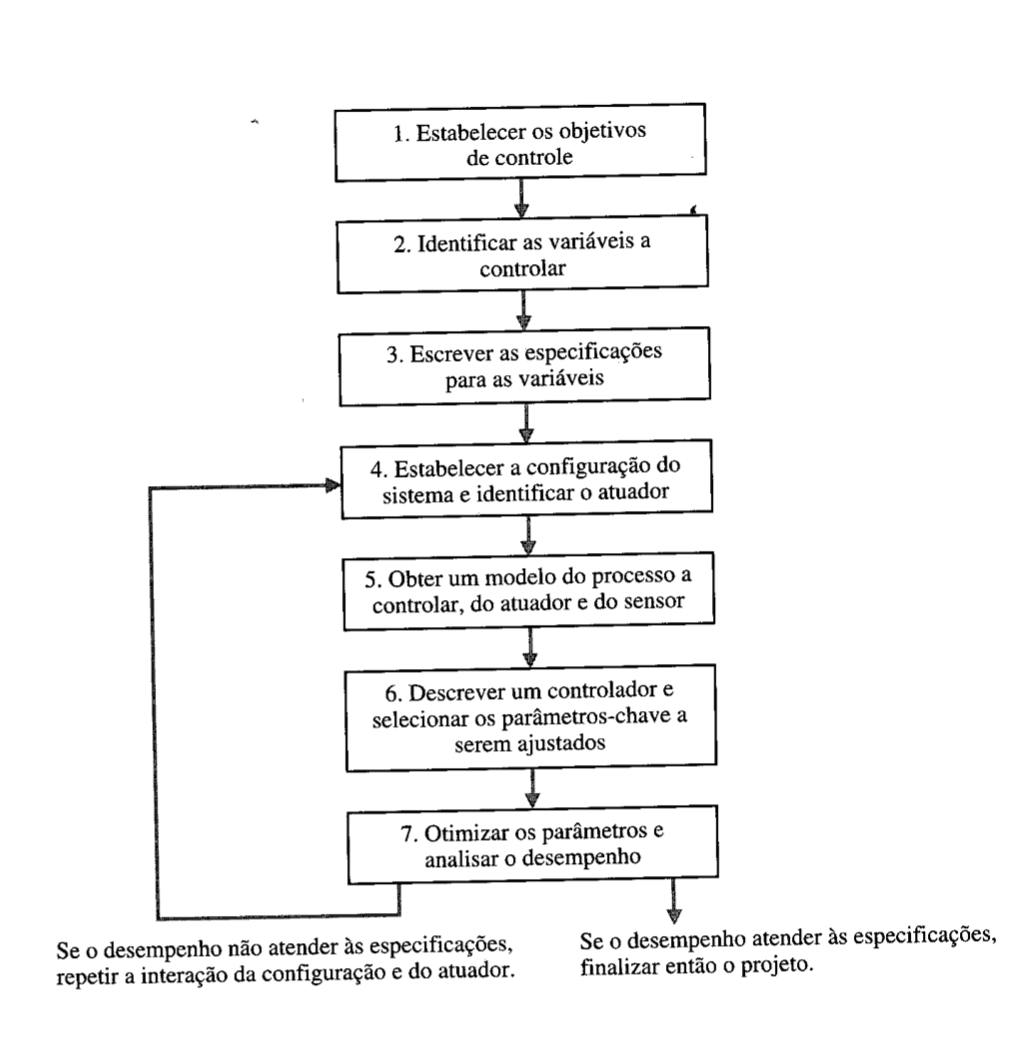 1. Estabelecer os objetivos
de controle
2. Identificar as variáveis a
controlar
3. Escrever as especificações
para as variáveis
4. Estabelecer a configuração do
sistema e identificar o atuador
5. Obter um modelo do processo a
controlar, do atuador e do sensor
6. Descrever um controlador e
selecionar os parâmetros-chave a
serem ajustados
7. Otimizar os parâmetros e
analisar o desempenho
Se o desempenho não atender às especificações,
repetir a interação da configuração e do atuador.
Se o desempenho atender às especificações,
finalizar então o projeto.